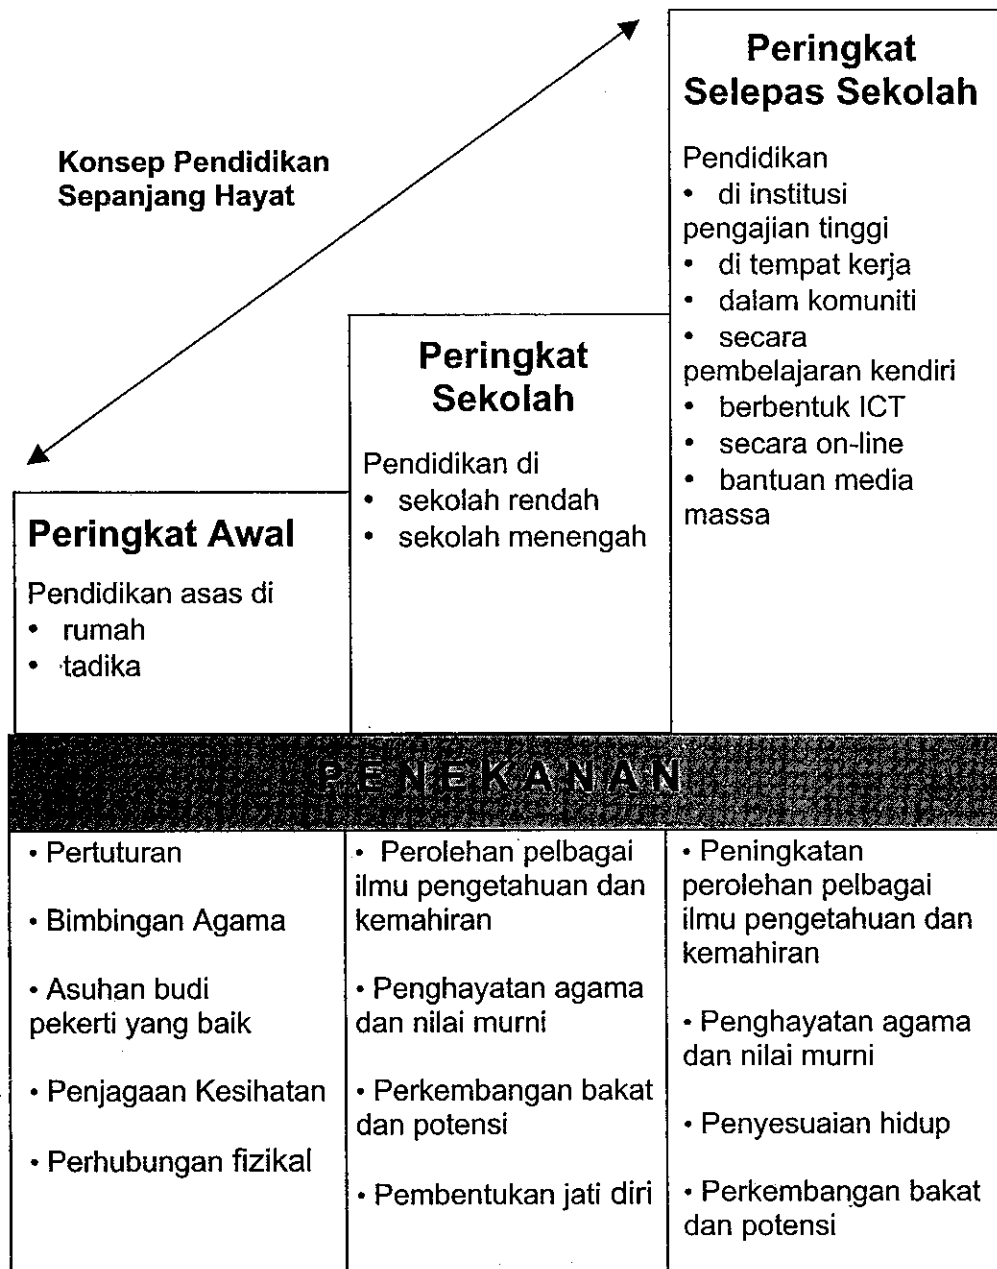 Konsep Pendidikan
Sepanjang Hayat
Peringkat Awal
Pendidikan asas di
• rumah
• tadika
Peringkat
Sekolah
Pendidikan di
• sekolah rendah
• sekolah menengah
Peringkat
Selepas Sekolah
Pendidikan
• di institusi
pengajian tinggi
• di tempat kerja
• dalam komuniti
• secara
pembelajaran kendiri
• berbentuk ICT
• secara on-line
• bantuan media
massa
PENEKANAN
• Pertuturan
• Bimbingan Agama
• Asuhan budi
pekerti yang baik
• Penjagaan Kesihatan
• Perhubungan fizikal
• Perolehan pelbagai
ilmu pengetahuan dan
kemahiran
• Penghayatan agama
dan nilai murni
• Perkembangan bakat
dan potensi
• Pembentukan jati diri
• Peningkatan
perolehan pelbagai
ilmu pengetahuan dan
kemahiran
• Penghayatan agama
dan nilai murni
• Penyesuaian hidup
• Perkembangan bakat
dan potensi